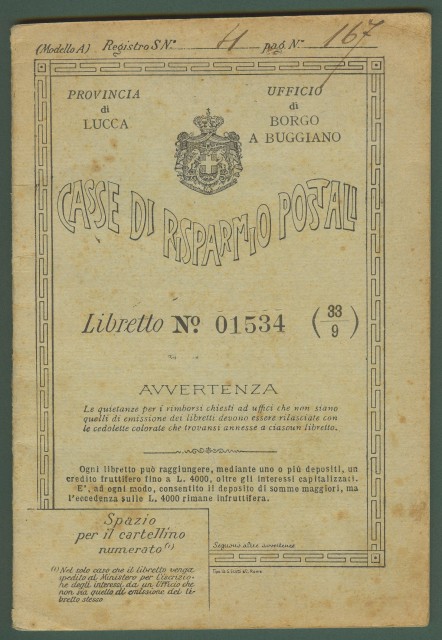 (Modello A) Registro S Nº 4 pag. Nº 167
PROVINCIA
di
LUCCA
UFFICIO
di
BORGO
A BUGGIANO
CASSE DI RISPARMIO POSTALI
Libretto Nº 01534 (33/9)
AVVERTENZA
Le quietanze per i rimborsi chiesti ad uffici che non siano
quelli di emissione dei libretti devono essere rilasciate con
le cedolette colorate che trovansi annesse a ciascun libretto.
Ogni libretto può raggiungere, mediante uno o più depositi, un
credito fruttifero fino a L. 4000, oltre gli interessi capitalizzati.
E', ad ogni modo, consentito il deposito di somme maggiori, ma
l'eccedenza sulle L. 4000 rimane infruttifera.
Spazio
per il cartellino
numerato (1)
Seguono altre avvertenze
(1) Nel solo caso che il libretto venga
spedito al Ministero per l'iscrizio-
ne degli interessi da un Ufficio che
non sia quello di emissione del li-
bretto stesso